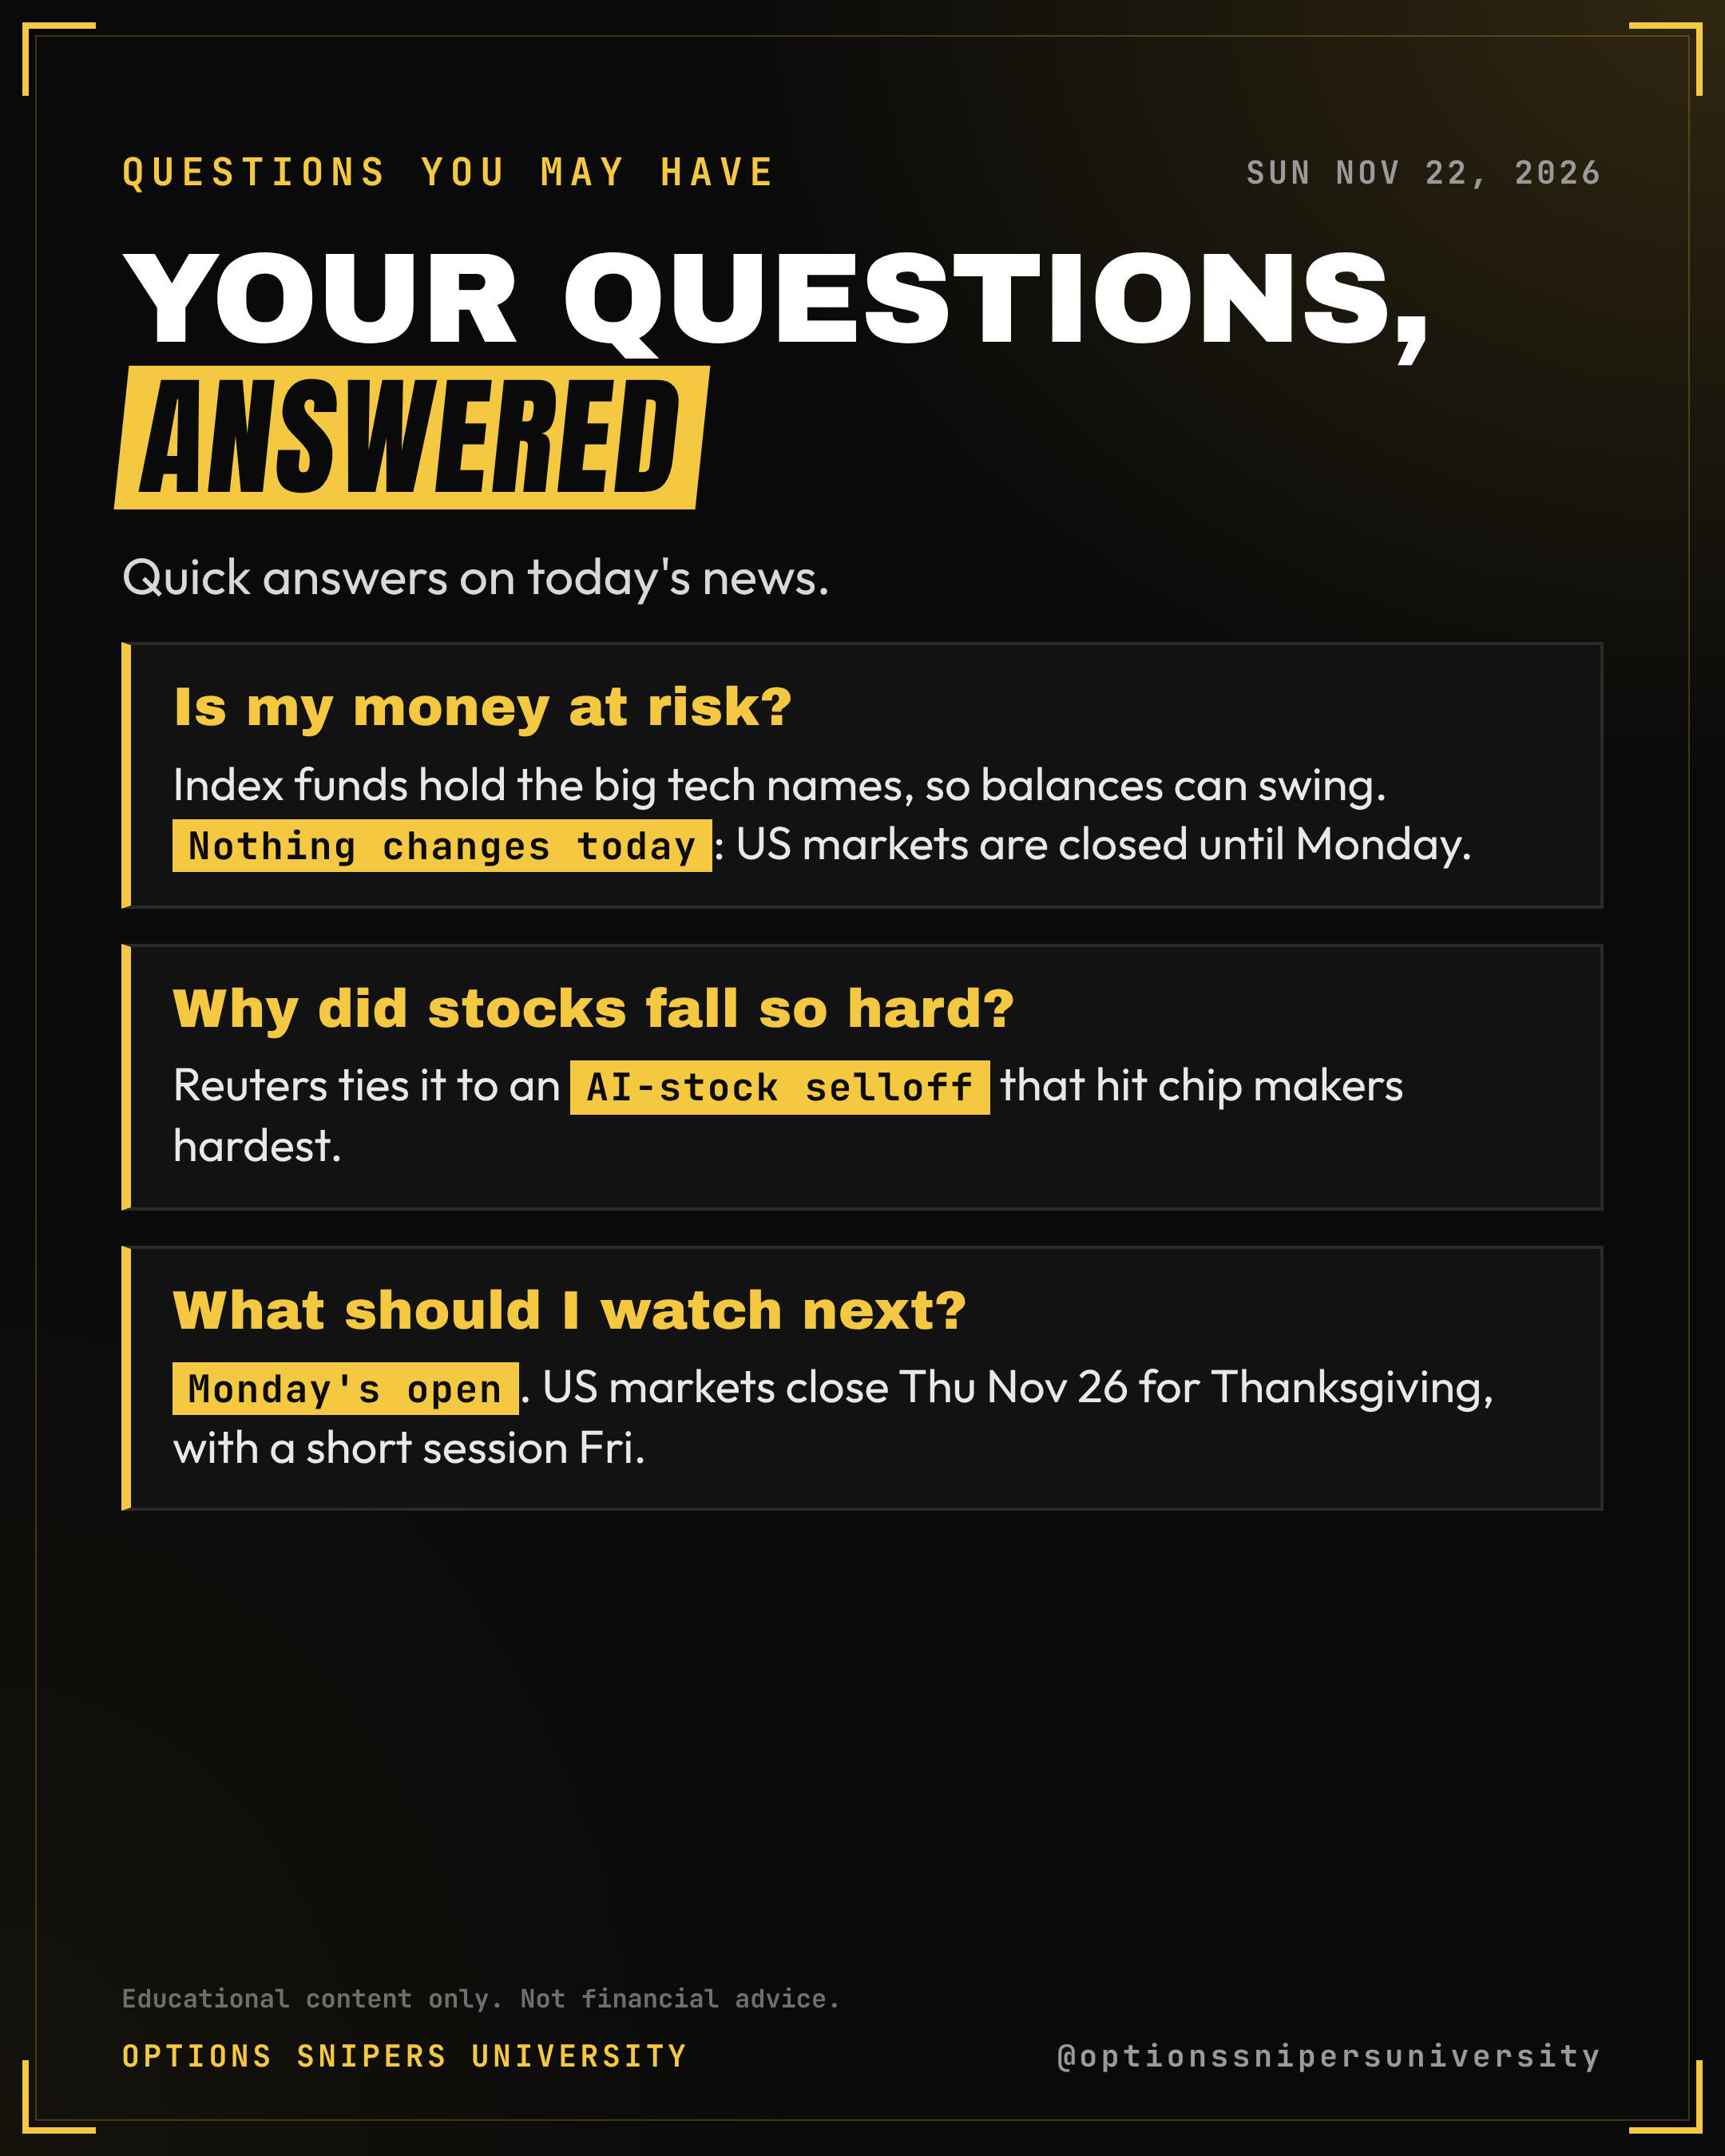 QUESTIONS YOU MAY HAVE
SUN NOV 22, 2026
YOUR QUESTIONS,
ANSWERED
Quick answers on today's news.
Is my money at risk?
Index funds hold the big tech names, so balances can swing.
Nothing changes today: US markets are closed until Monday.
Why did stocks fall so hard?
Reuters ties it to an AI-stock selloff that hit chip makers
hardest.
What should I watch next?
Monday's open. US markets close Thu Nov 26 for Thanksgiving,
with a short session Fri.
Educational content only. Not financial advice.
OPTIONS SNIPERS UNIVERSITY
@optionssnipersuniversity